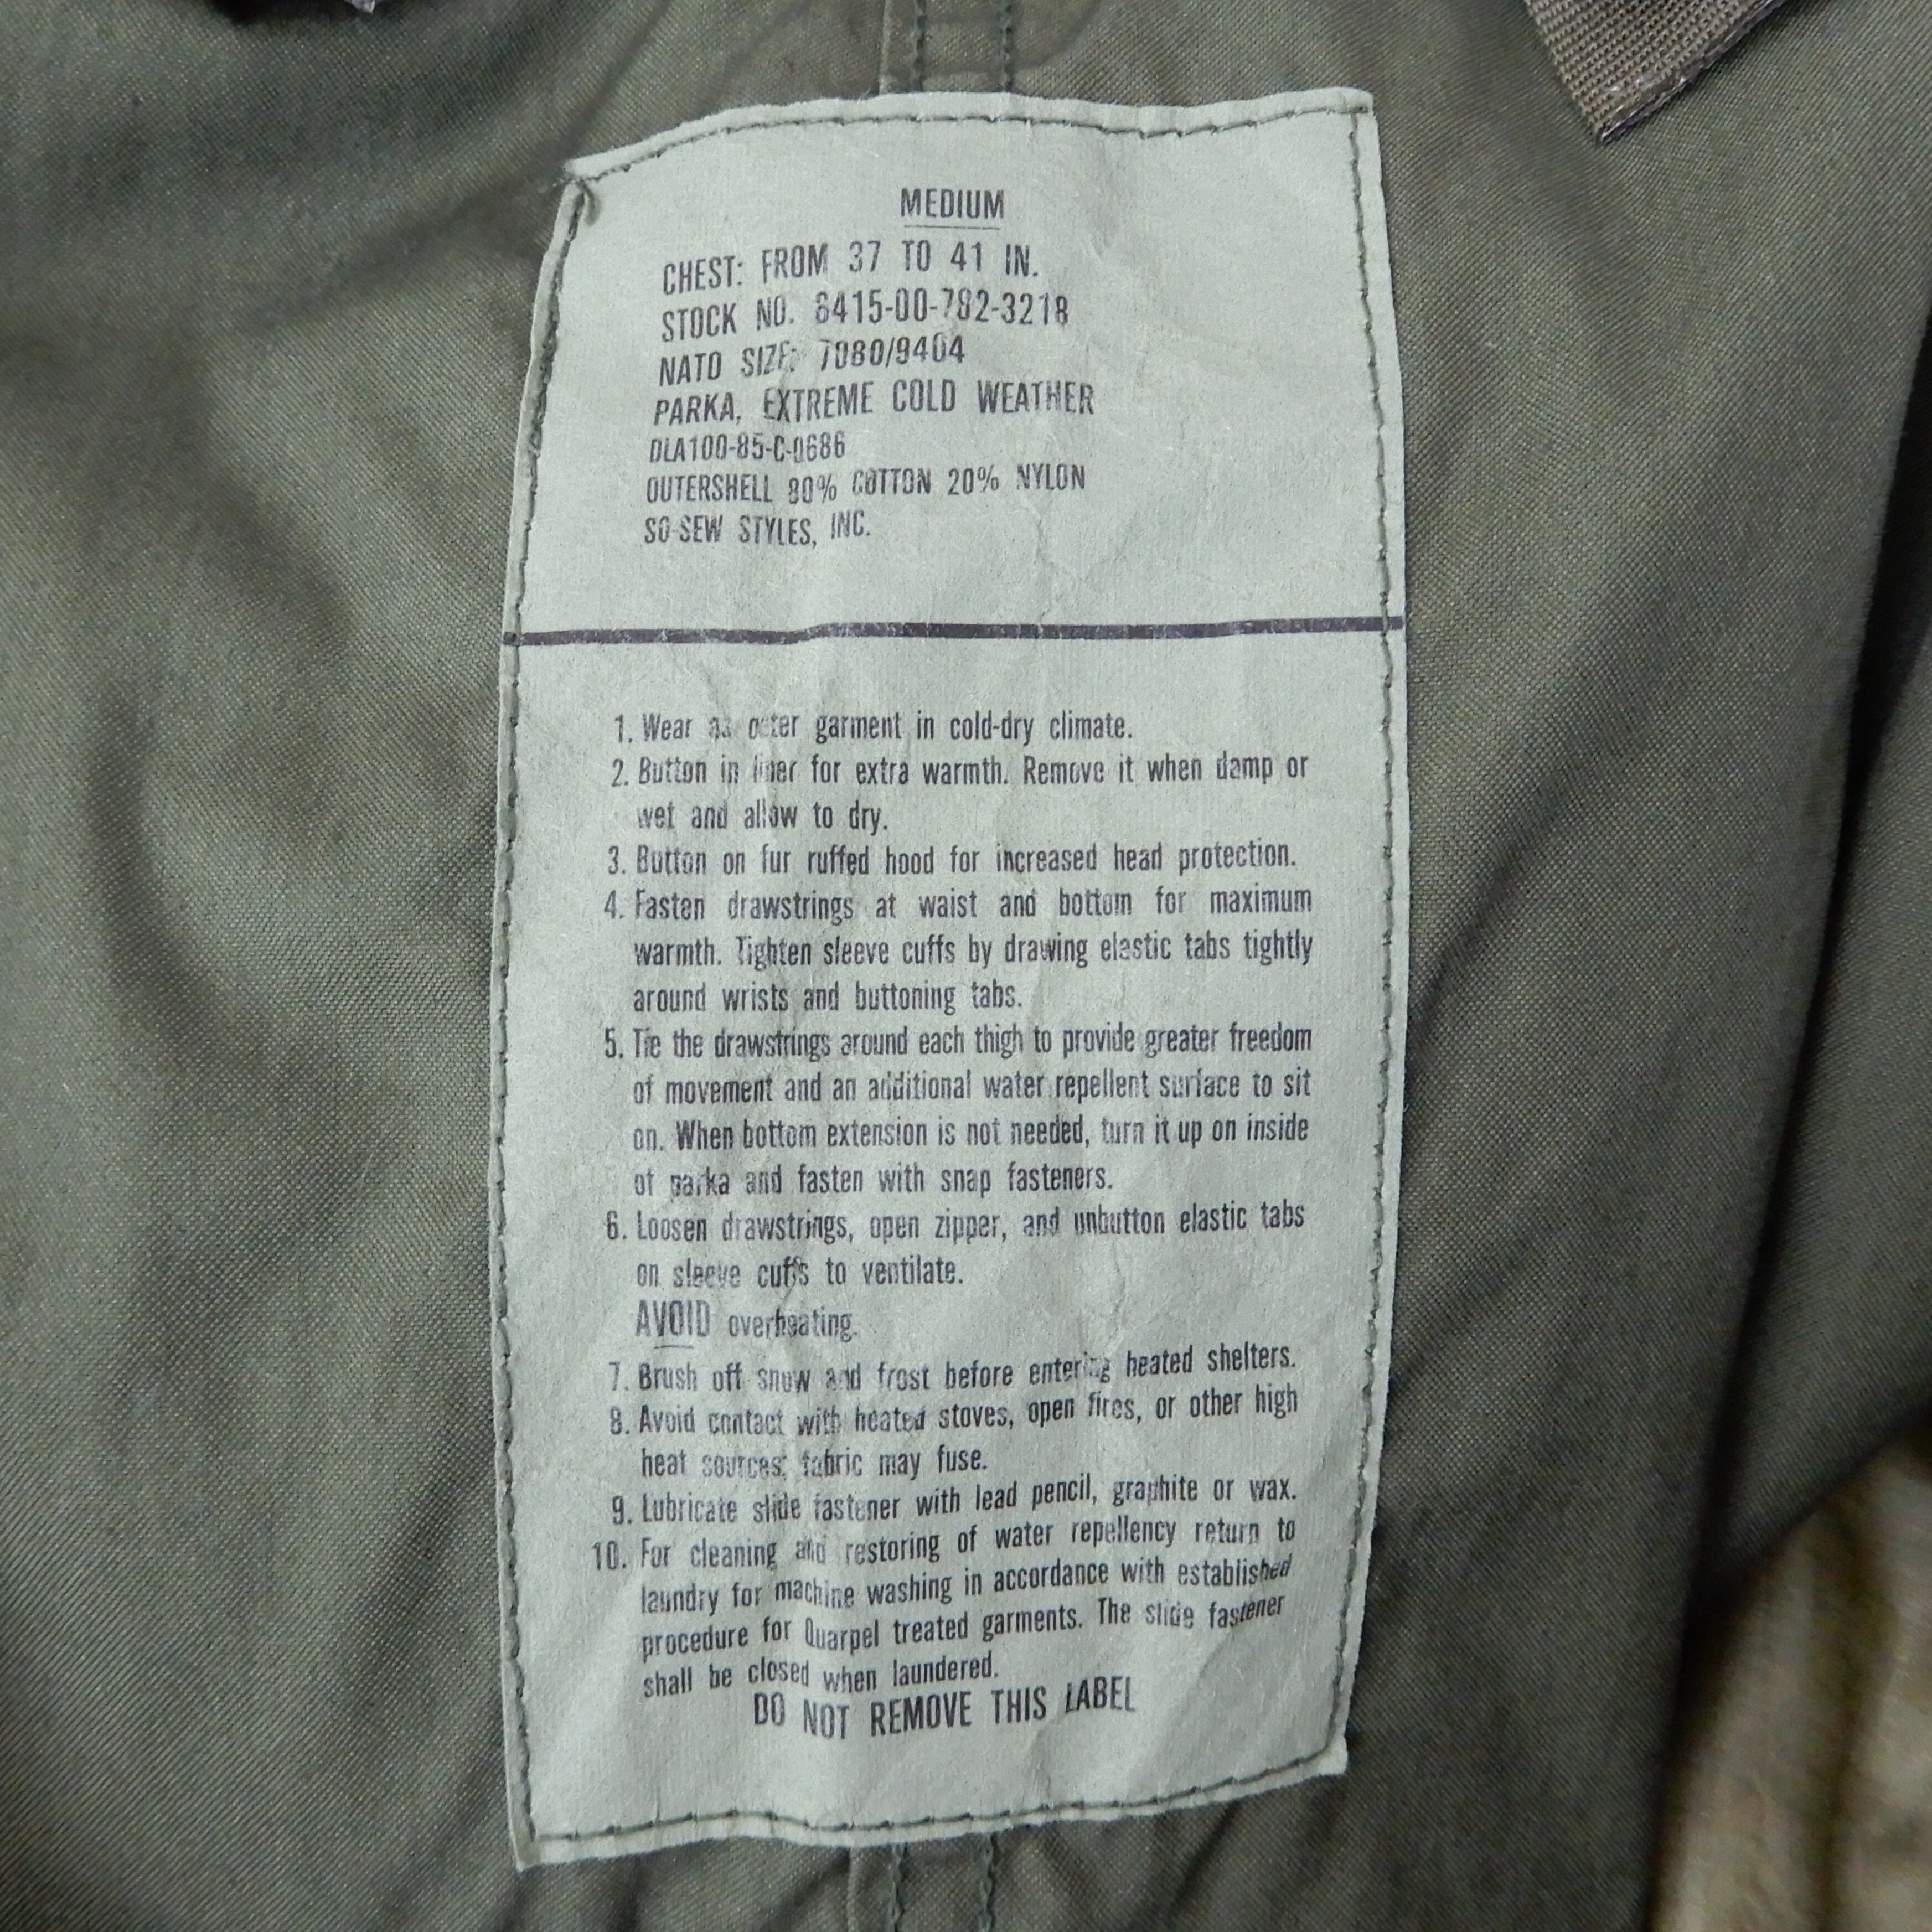 MEDIUM
CHEST: FROM 37 TO 41 IN.
STOCK NO. 8415-00-782-3218
NATO SIZE: 7080/9404
PARKA, EXTREME COLD WEATHER
DLA100-85-C-0686
OUTERSHELL 80% COTTON 20% NYLON
SO-SEW STYLES, INC.
1. Wear as outer garment in cold-dry climate.
2. Button in liner for extra warmth. Remove it when damp or
wet and allow to dry.
3. Button on fur ruffed hood for increased head protection.
4. Fasten drawstrings at waist and bottom for maximum
warmth. Tighten sleeve cuffs by drawing elastic tabs tightly
around wrists and buttoning tabs.
5. Tie the drawstrings around each thigh to provide greater freedom
of movement and an additional water repellent surface to sit
on. When bottom extension is not needed, turn it up on inside
of parka and fasten with snap fasteners.
6. Loosen drawstrings, open zipper, and unbutton elastic tabs
on sleeve cuffs to ventilate.
AVOID overheating.
7. Brush off snow and frost before entering heated shelters.
8. Avoid contact with heated stoves, open fires, or other high
heat sources; fabric may fuse.
9. Lubricate slide fastener with lead pencil, graphite or wax.
10. For cleaning and restoring of water repellency return to
laundry for machine washing in accordance with established
procedure for Quarpel treated garments. The slide fastener
shall be closed when laundered.
DO NOT REMOVE THIS LABEL